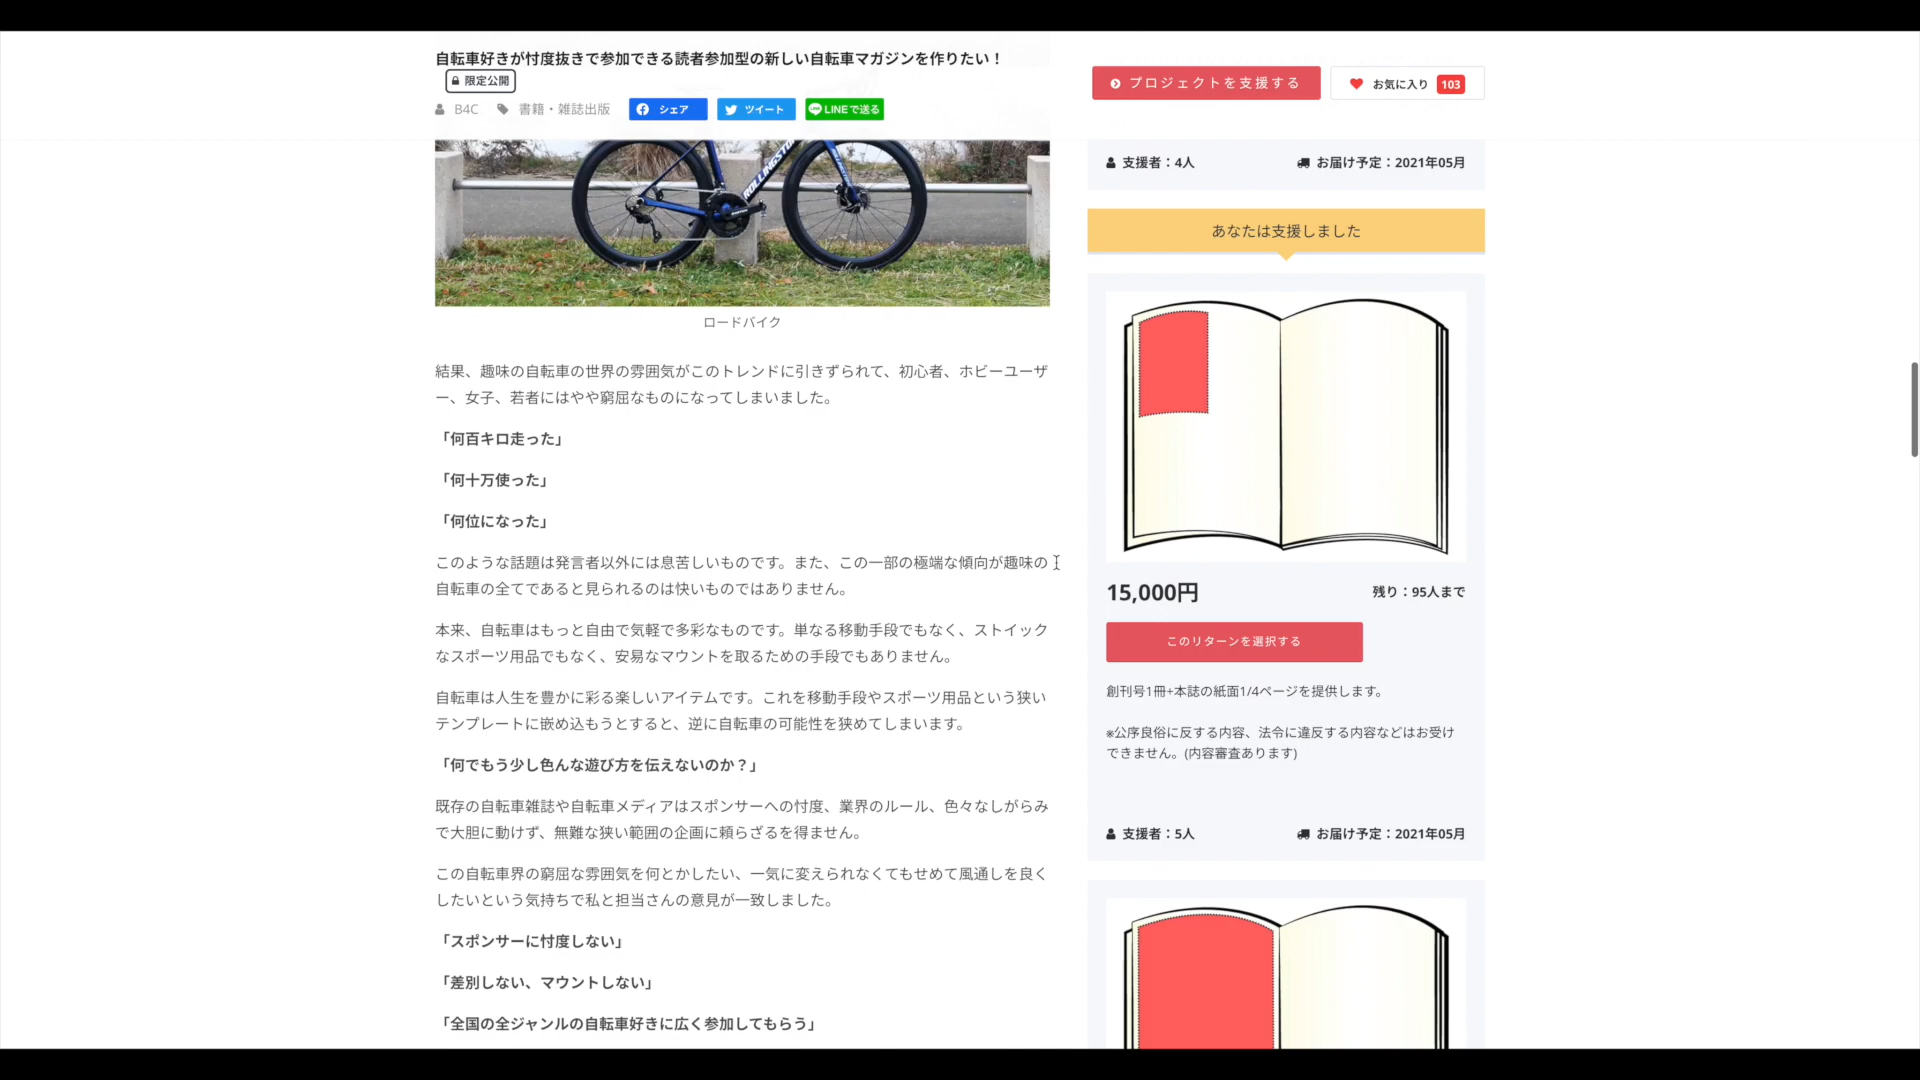 自転車好きが忖度抜きで参加できる読者参加型の新しい自転車マガジンを作りたい！
限定公開
B4C 書籍・雑誌出版 シェア ツイート LINEで送る
プロジェクトを支援する お気に入り 103
ROLLINGSTO
ロードバイク
結果、趣味の自転車の世界の雰囲気がこのトレンドに引きずられて、初心者、ホビーユーザ
ー、女子、若者にはやや窮屈なものになってしまいました。
「何百キロ走った」
「何十万使った」
「何位になった」
このような話題は発言者以外には息苦しいものです。また、この一部の極端な傾向が趣味の
自転車の全てであると見られるのは快いものではありません。
本来、自転車はもっと自由で気軽で多彩なものです。単なる移動手段でもなく、ストイック
なスポーツ用品でもなく、安易なマウントを取るための手段でもありません。
自転車は人生を豊かに彩る楽しいアイテムです。これを移動手段やスポーツ用品という狭い
テンプレートに嵌め込もうとすると、逆に自転車の可能性を狭めてしまいます。
「何でもう少し色んな遊び方を伝えないのか？」
既存の自転車雑誌や自転車メディアはスポンサーへの忖度、業界のルール、色々なしがらみ
で大胆に動けず、無難な狭い範囲の企画に頼らざるを得ません。
この自転車界の窮屈な雰囲気を何とかしたい、一気に変えられなくてもせめて風通しを良く
したいという気持ちで私と担当さんの意見が一致しました。
「スポンサーに忖度しない」
「差別しない、マウントしない」
「全国の全ジャンルの自転車好きに広く参加してもらう」
支援者：4人 お届け予定：2021年05月
あなたは支援しました
15,000円 残り：95人まで
このリターンを選択する
創刊号1冊+本誌の紙面1/4ページを提供します。
※公序良俗に反する内容、法令に違反する内容などはお受け
できません。(内容審査あります)
支援者：5人 お届け予定：2021年05月